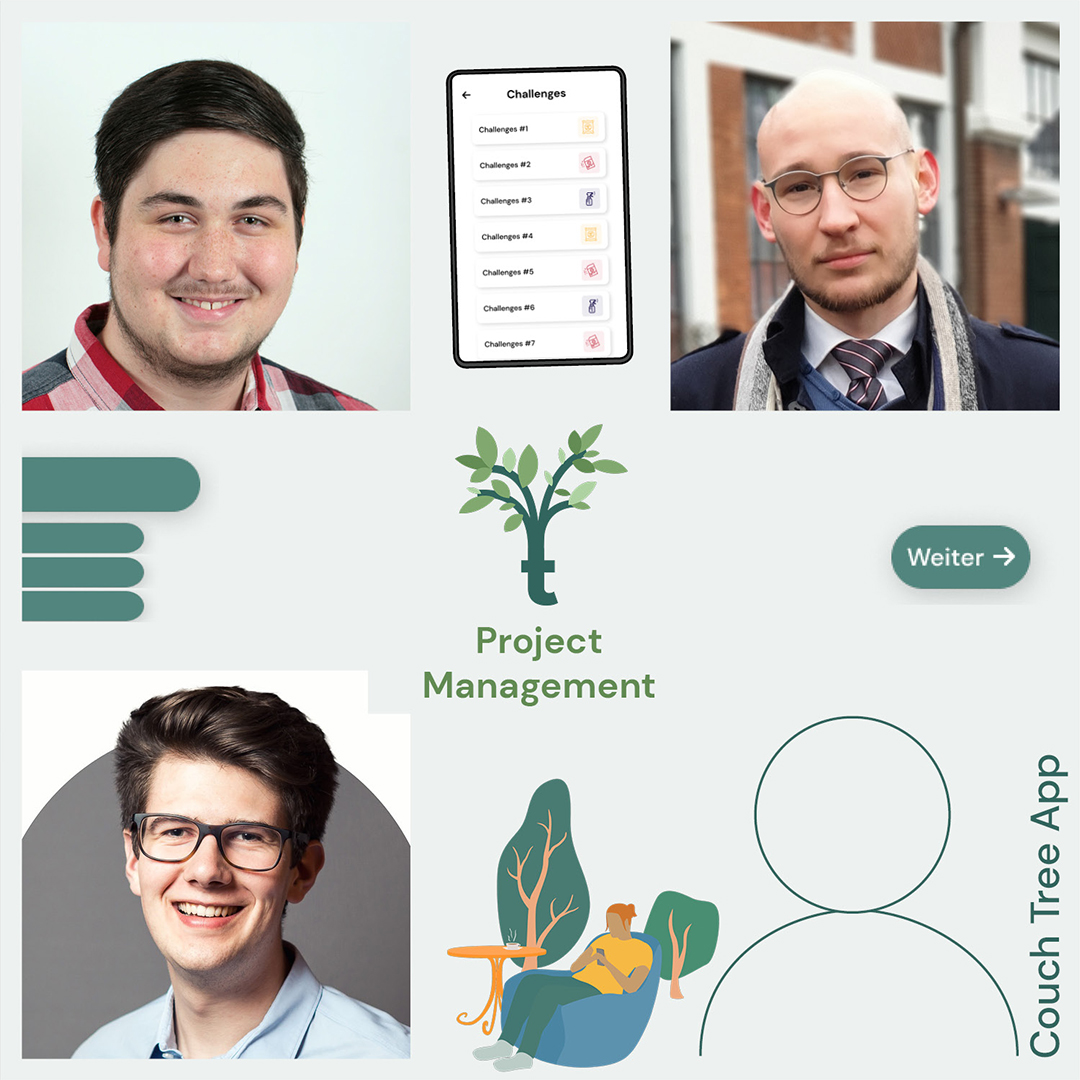 Challenges
Challenges #1
Challenges #2
Challenges #3
Challenges #4
Challenges #5
Challenges #6
Challenges #7
t
Weiter →
Project
Management
Couch Tree App